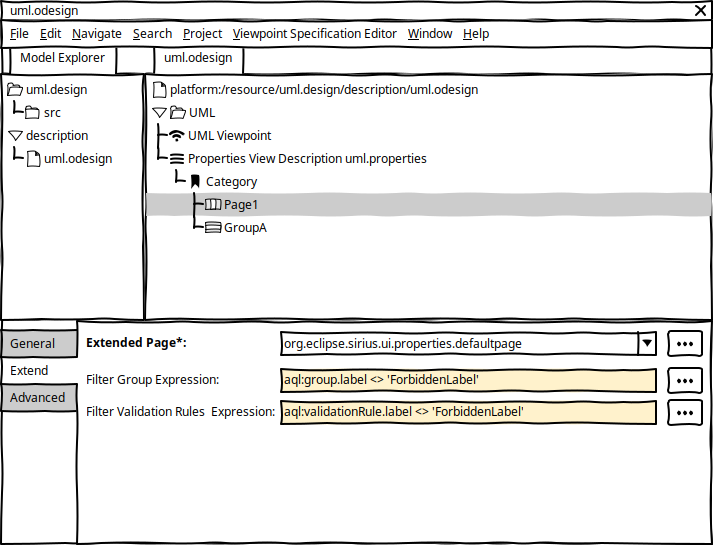 uml.odesign
File Edit Navigate Search Project Viewpoint Specification Editor Window Help
Model Explorer
uml.odesign
uml.design
src
description
uml.odesign
platform:/resource/uml.design/description/uml.odesign
UML
UML Viewpoint
Properties View Description uml.properties
Category
Page1
GroupA
General
Extend
Advanced
Extended Page*: org.eclipse.sirius.ui.properties.defaultpage
Filter Group Expression: aql:group.label <> 'ForbiddenLabel'
Filter Validation Rules Expression: aql:validationRule.label <> 'ForbiddenLabel'